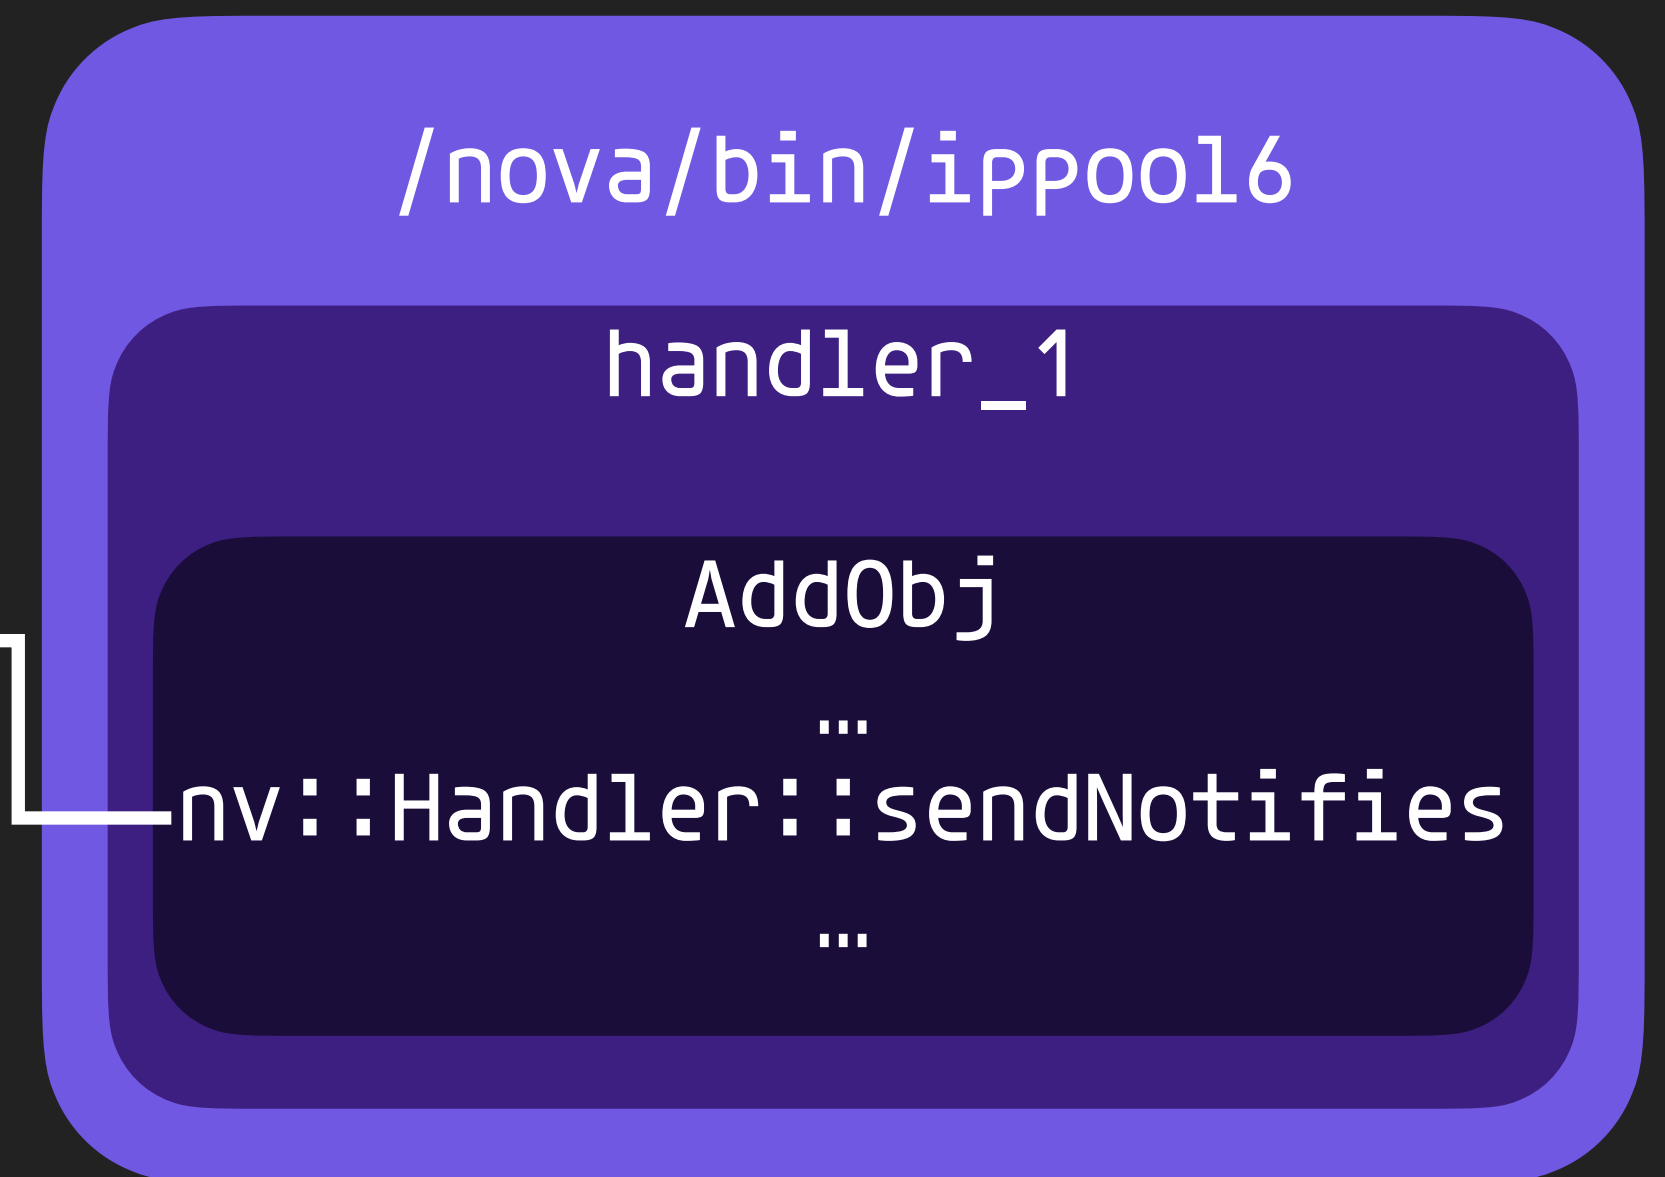 /nova/bin/ippool6
handler_1
AddObj
…
nv::Handler::sendNotifies
…